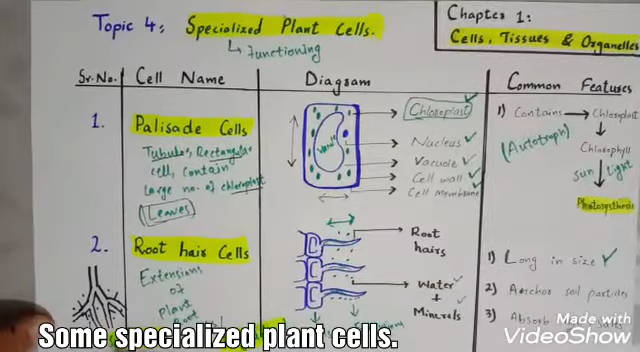 Topic 4: Specialized Plant Cells.
Functioning
Chapter 1:
Cells, Tissues & Organelles
Sr.No. Cell Name Diagram Common Features
1. Palisade Cells
Tubular, Rectangular
cell, contain
Large no. of chloroplast
Leaves
Chloroplast
Nucleus
Vacuole
Cell wall
Cell Membrane
1) Contains Chloroplast
(Autotroph)
Chlorophyll
Sun Light
Photosynthesis
2. Root hair Cells
Extensions
of
Plant
Root
Root
hairs
Water
+
Minerals
1) Long in size
2) Anchor soil particles
3) Absorb
Some specialized plant cells.
Made with
VideoShow